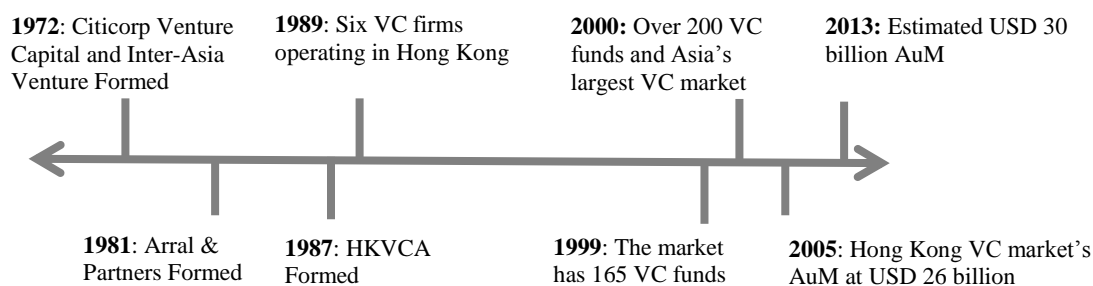 1972: Citicorp Venture
Capital and Inter-Asia
Venture Formed
1989: Six VC firms
operating in Hong Kong
2000: Over 200 VC
funds and Asia’s
largest VC market
2013: Estimated USD 30
billion AuM
1981: Arral &
Partners Formed
1987: HKVCA
Formed
1999: The market
has 165 VC funds
2005: Hong Kong VC market’s
AuM at USD 26 billion